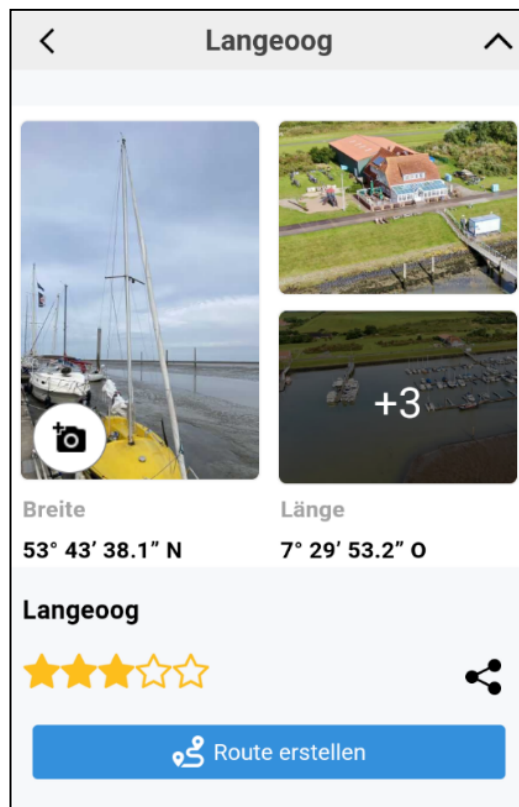 Langeoog
+3
Breite
Länge
53° 43’ 38.1” N
7° 29’ 53.2” O
Langeoog
Route erstellen